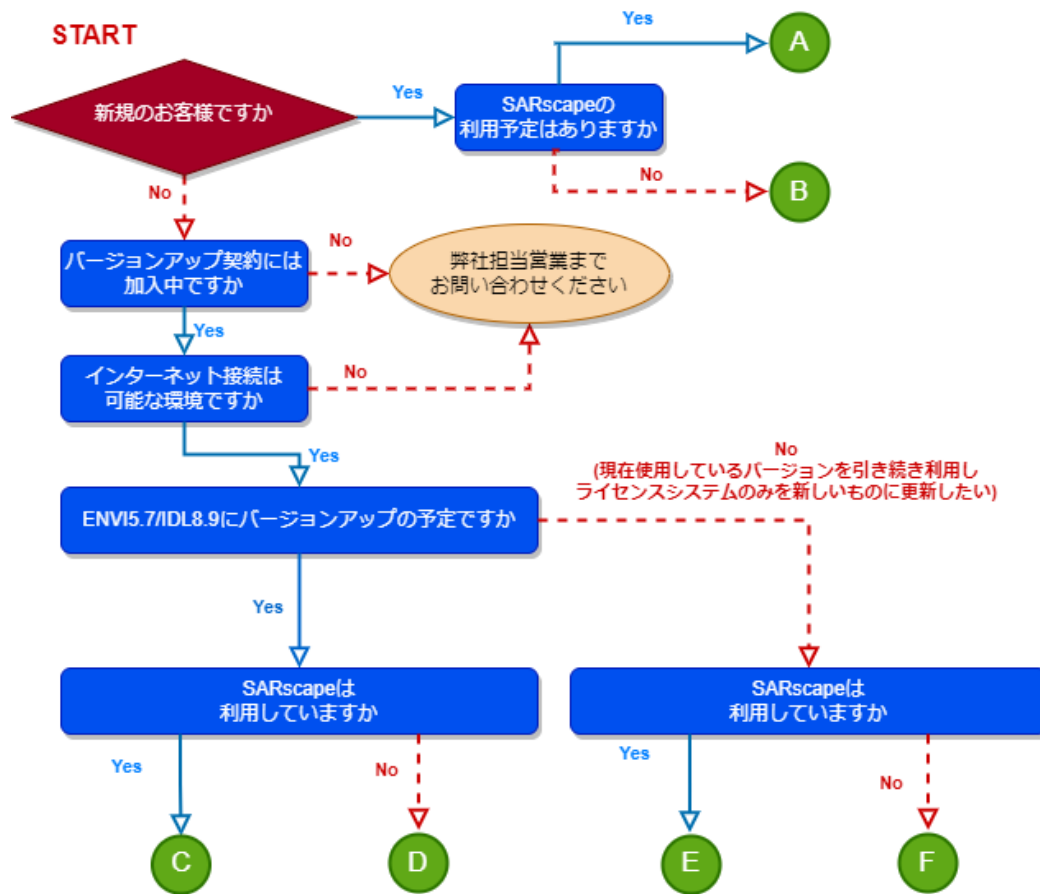 START
新規のお客様ですか
Yes
SARscapeの
利用予定はありますか
Yes
A
No
B
No
バージョンアップ契約には
加入中ですか
No
弊社担当営業まで
お問い合わせください
Yes
インターネット接続は
可能な環境ですか
No
Yes
ENVI5.7/IDL8.9にバージョンアップの予定ですか
No
(現在使用しているバージョンを引き続き利用し
ライセンスシステムのみを新しいものに更新したい)
Yes
SARscapeは
利用していますか
SARscapeは
利用していますか
Yes
No
Yes
No
C
D
E
F